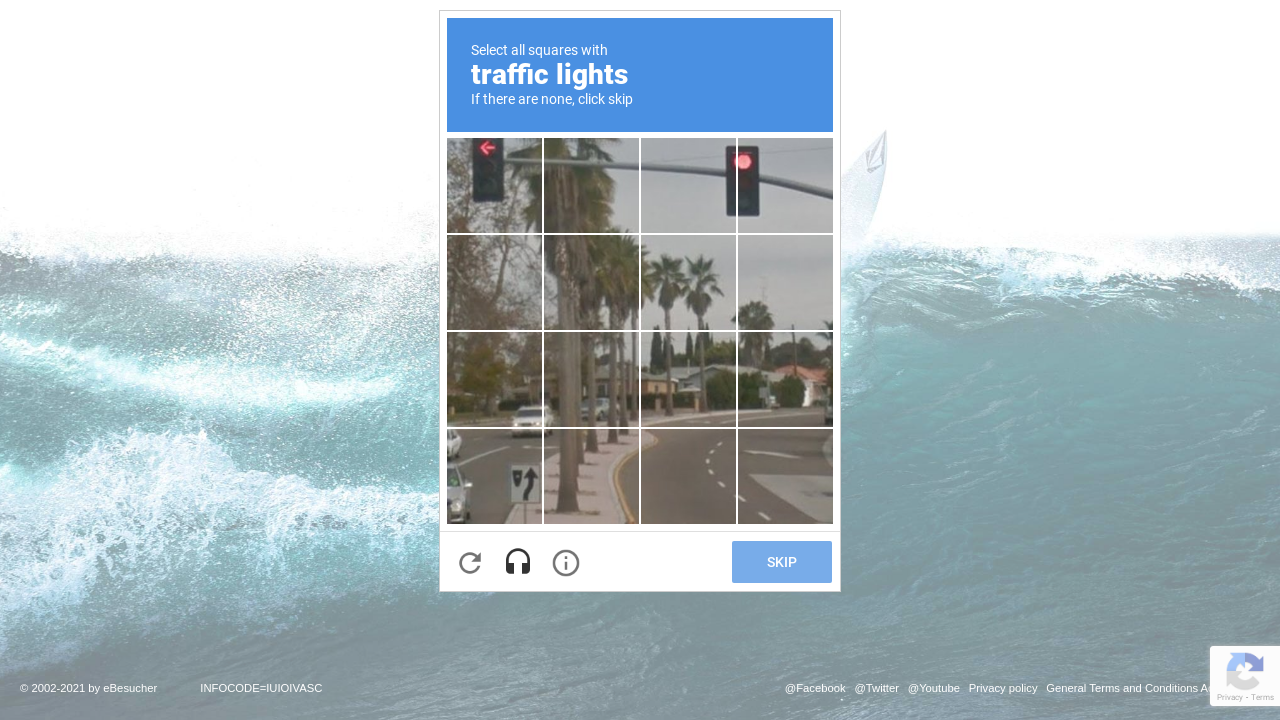 Select all squares with
traffic lights
If there are none, click skip
SKIP
© 2002-2021 by eBesucher INFOCODE=IUIOIVASC
@Facebook @Twitter @Youtube Privacy policy General Terms and Conditions
Privacy - Terms